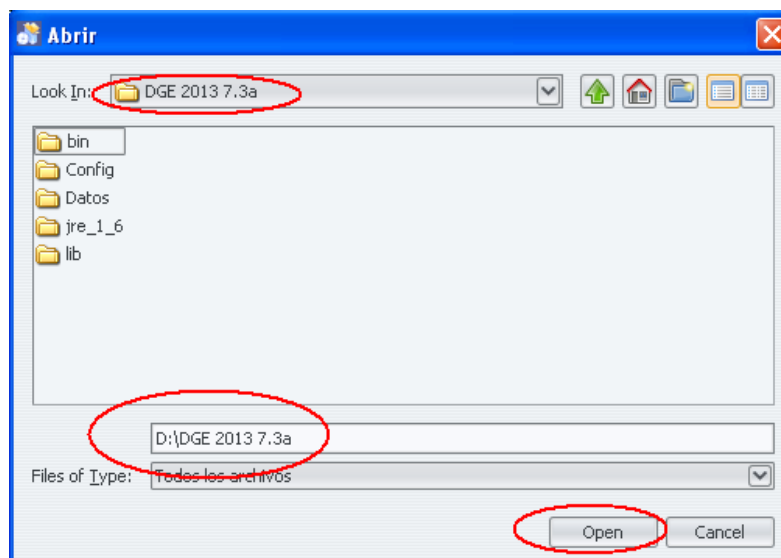 Abrir
Look In: DGE 2013 7.3a
bin
Config
Datos
jre_1_6
lib
D:\DGE 2013 7.3a
Files of Type: Todos los archivos
Open Cancel